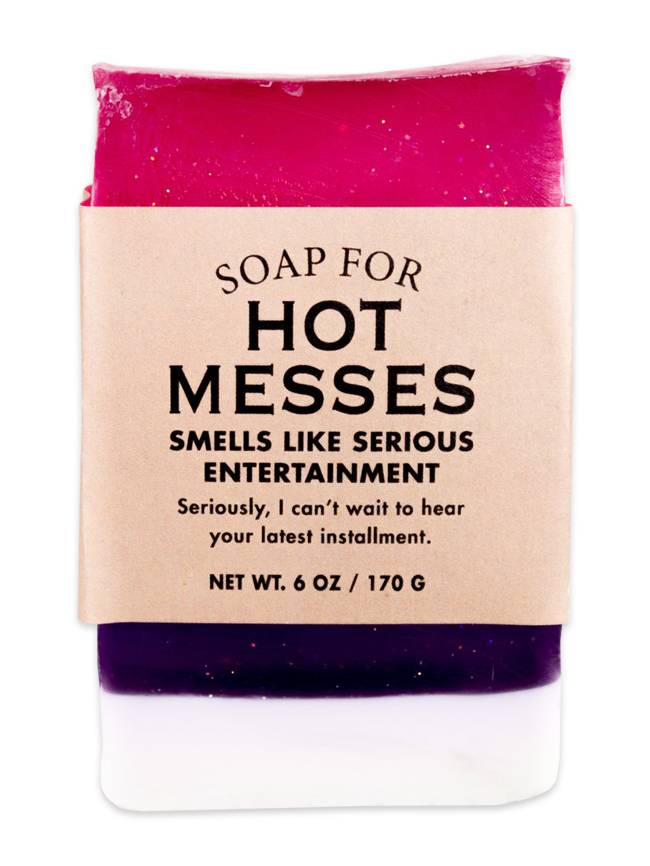 SOAP FOR
HOT
MESSES
SMELLS LIKE SERIOUS
ENTERTAINMENT
Seriously, I can't wait to hear
your latest installment.
NET WT. 6 OZ / 170 G